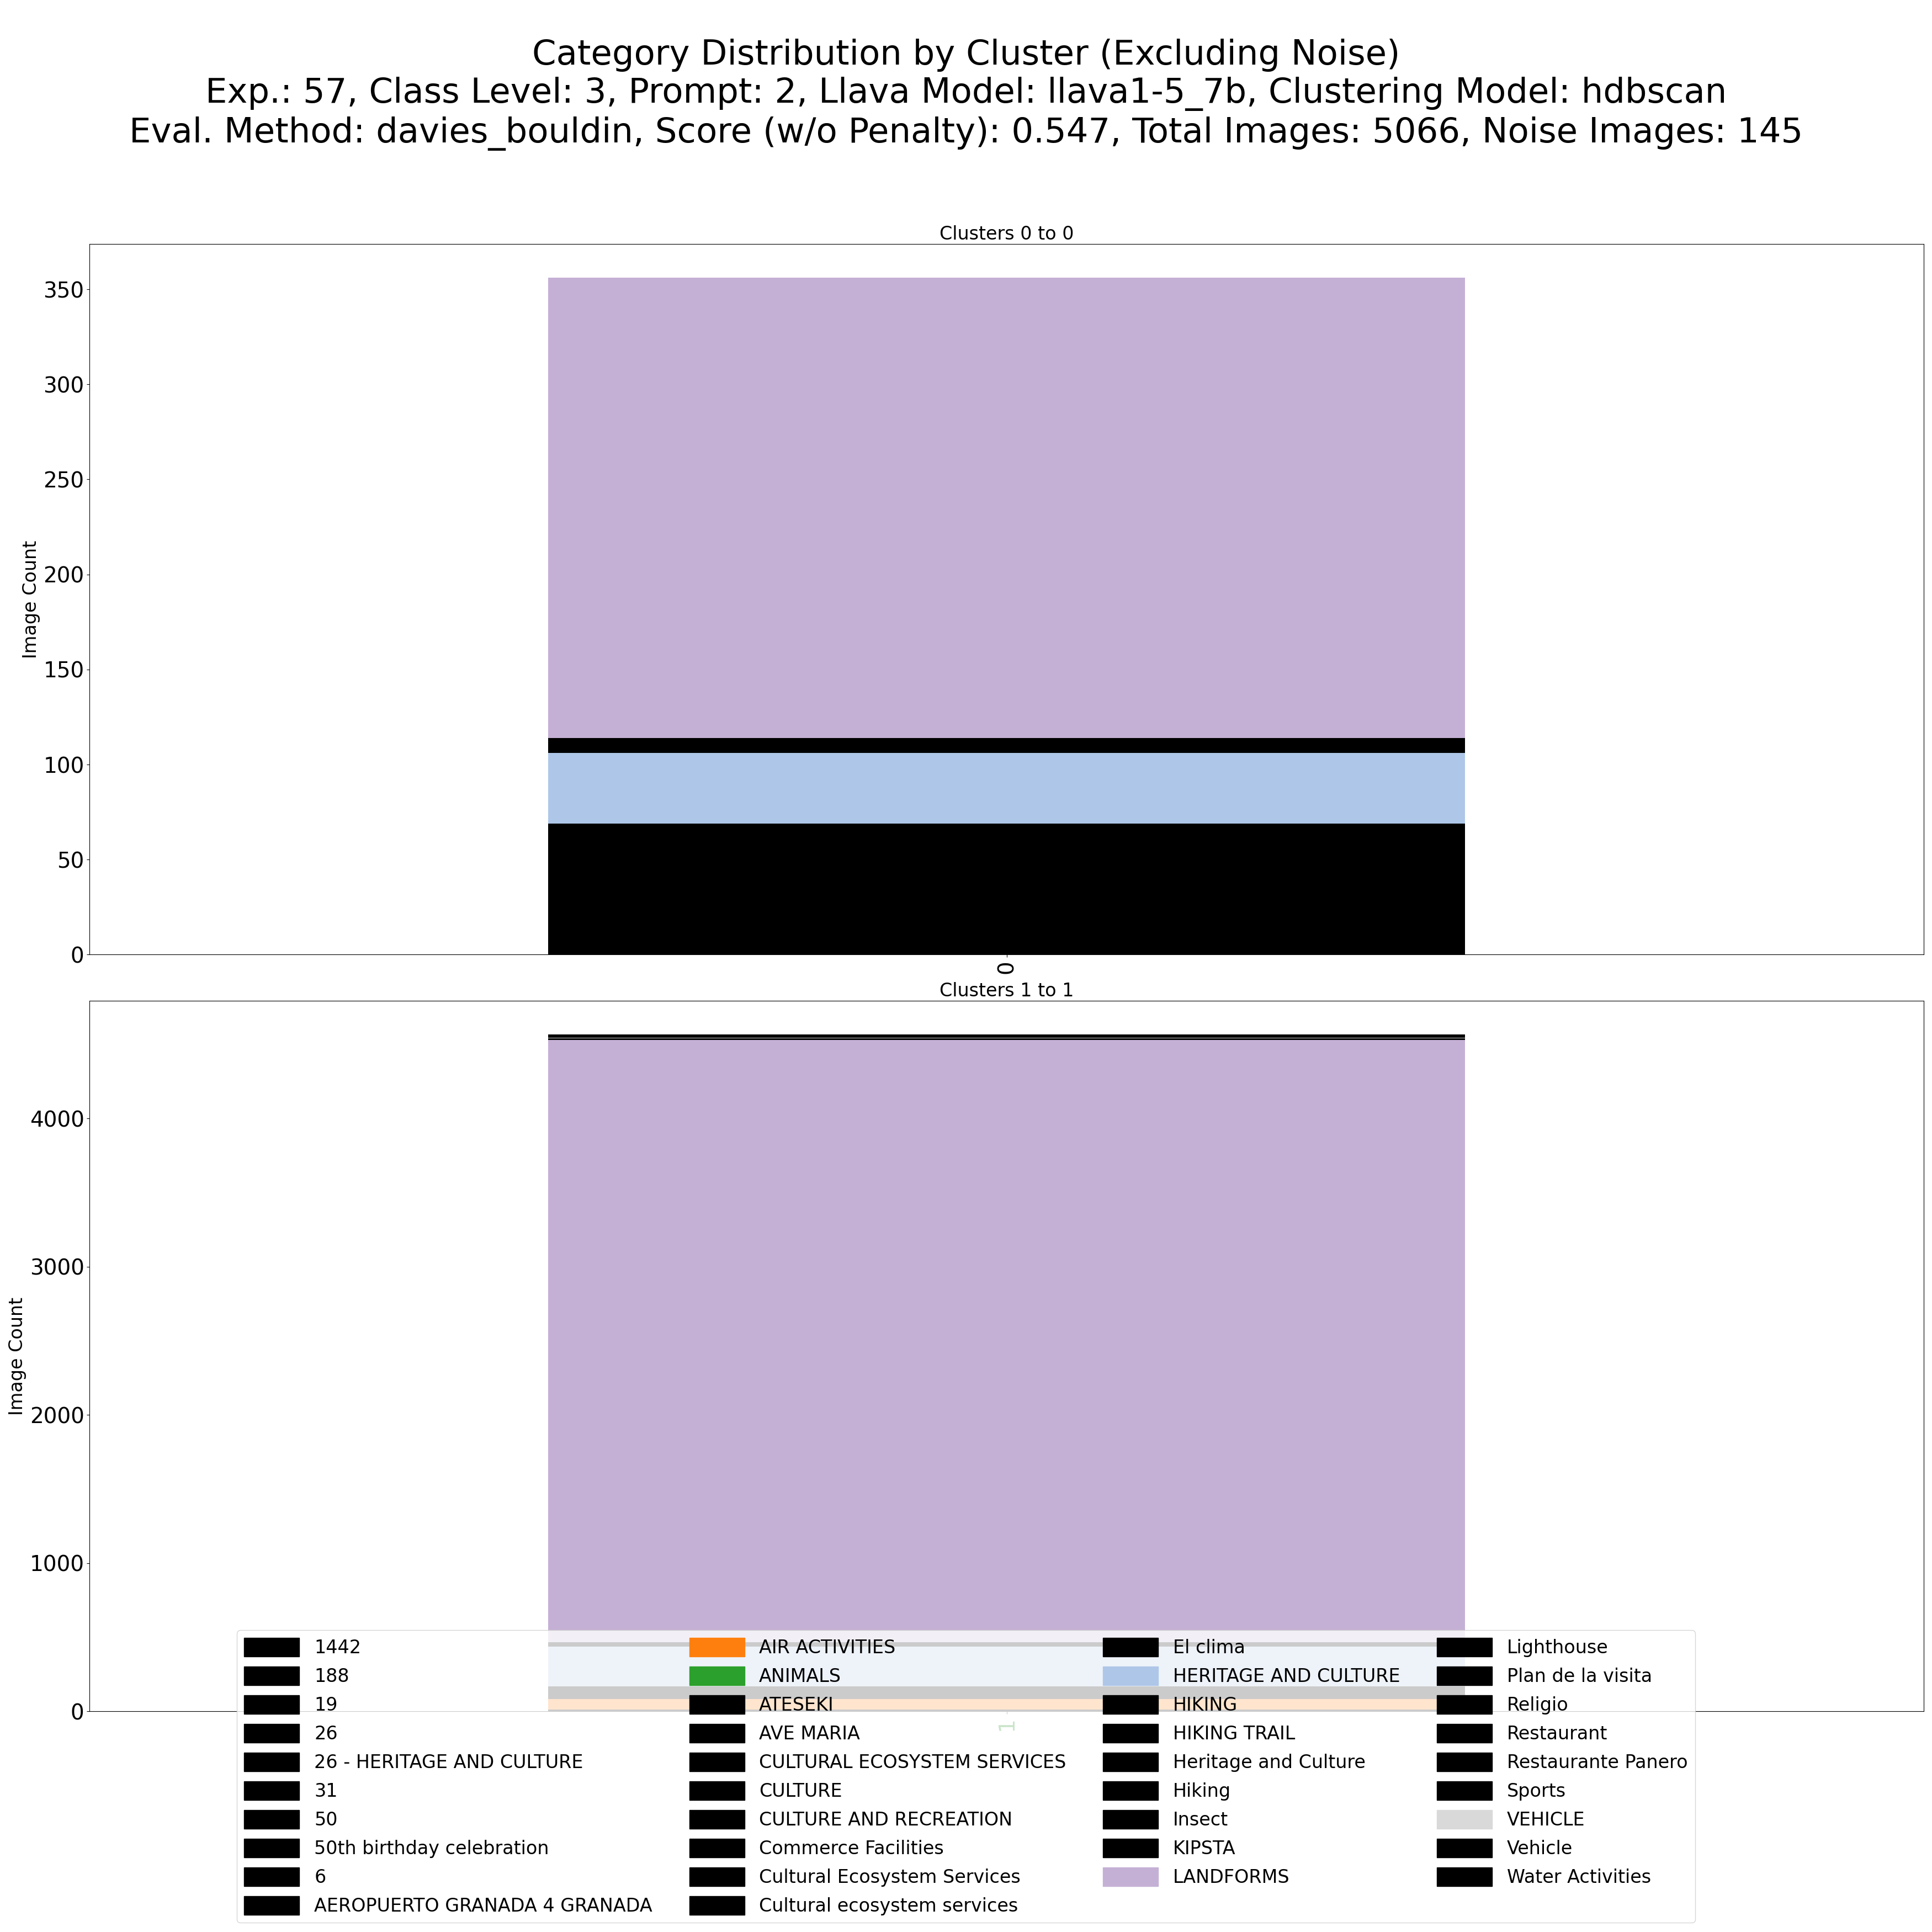 Category Distribution by Cluster (Excluding Noise)
Exp.: 57, Class Level: 3, Prompt: 2, Llava Model: llava1-5_7b, Clustering Model: hdbscan
Eval. Method: davies_bouldin, Score (w/o Penalty): 0.547, Total Images: 5066, Noise Images: 145
Clusters 0 to 0
350
300
250
200
150
100
50
0
Image Count
0
Clusters 1 to 1
4000
3000
2000
1000
0
Image Count
1
1442
188
19
26
26 - HERITAGE AND CULTURE
31
50
50th birthday celebration
6
AEROPUERTO GRANADA 4 GRANADA
AIR ACTIVITIES
ANIMALS
ATESEKI
AVE MARIA
CULTURAL ECOSYSTEM SERVICES
CULTURE
CULTURE AND RECREATION
Commerce Facilities
Cultural Ecosystem Services
Cultural ecosystem services
El clima
HERITAGE AND CULTURE
HIKING
HIKING TRAIL
Heritage and Culture
Hiking
Insect
KIPSTA
LANDFORMS
Lighthouse
Plan de la visita
Religio
Restaurant
Restaurante Panero
Sports
VEHICLE
Vehicle
Water Activities